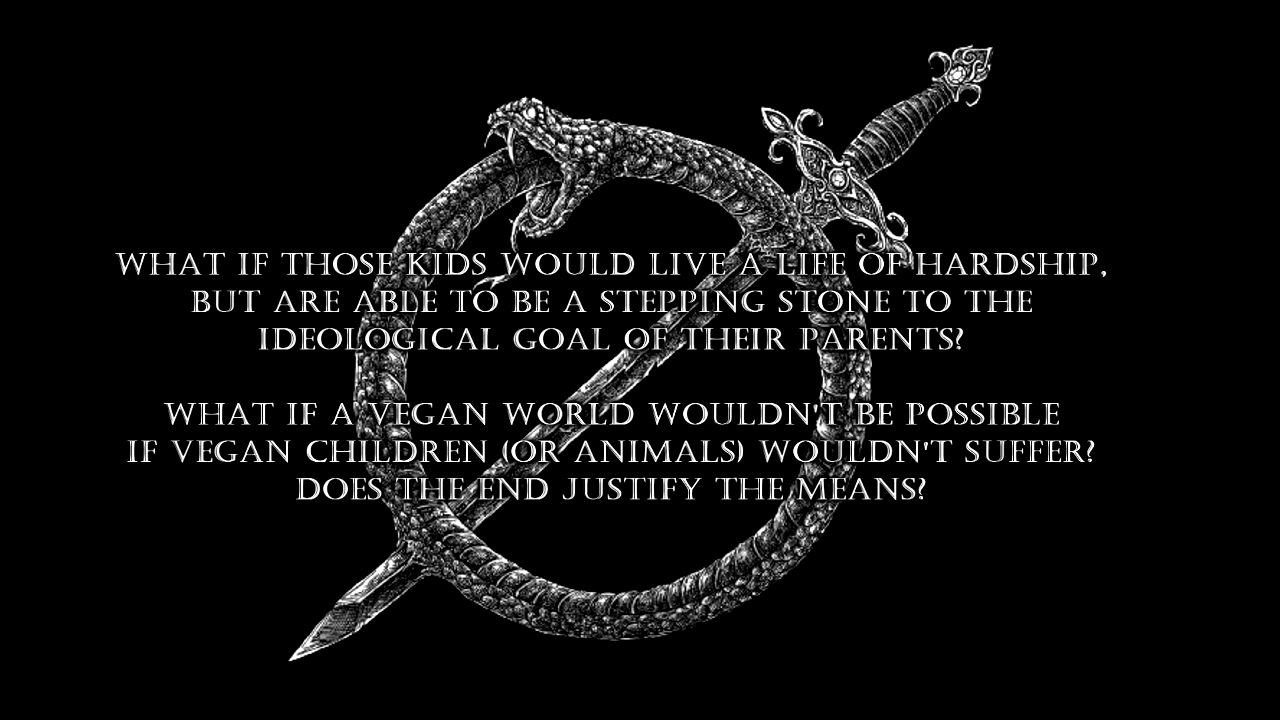 WHAT IF THOSE KIDS WOULD LIVE A LIFE OF HARDSHIP,
BUT ARE ABLE TO BE A STEPPING STONE TO THE
IDEOLOGICAL GOAL OF THEIR PARENTS?
WHAT IF A VEGAN WORLD WOULDN'T BE POSSIBLE
IF VEGAN CHILDREN (OR ANIMALS) WOULDN'T SUFFER?
DOES THE END JUSTIFY THE MEANS?